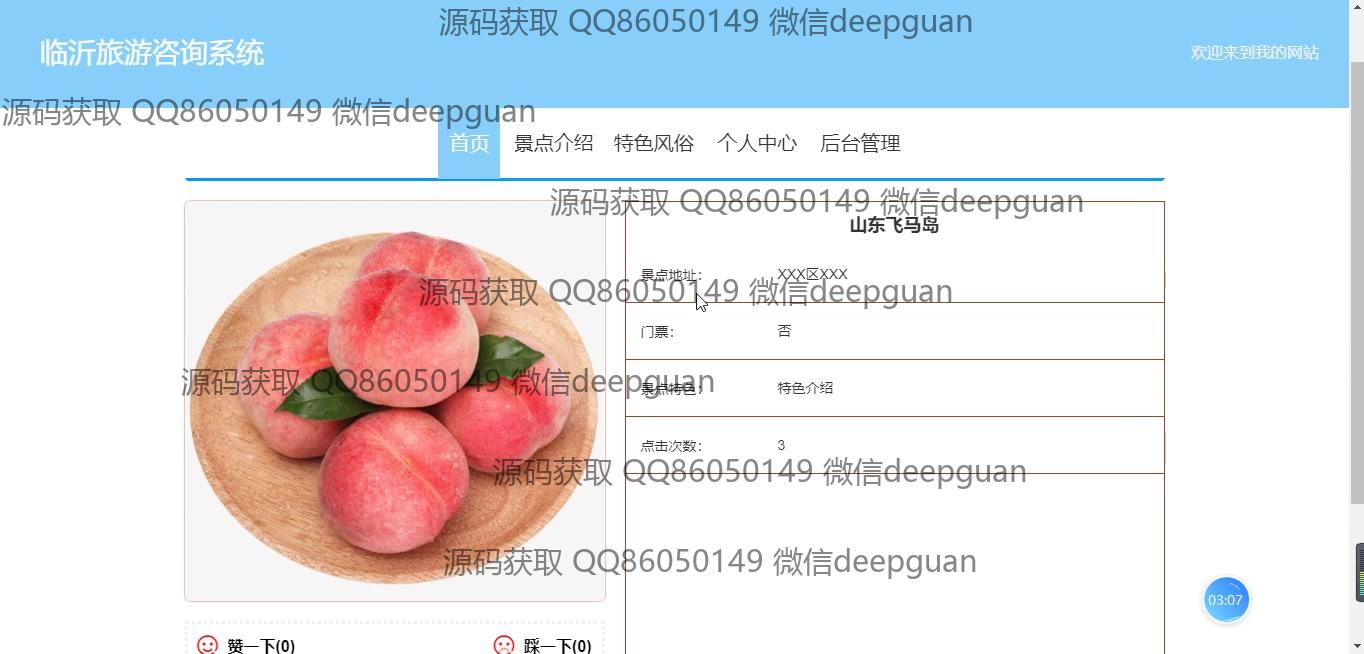 源码获取 QQ86050149 微信deepguan
临沂旅游咨询系统
欢迎来到我的网站
源码获取 QQ86050149 微信deepguan
首页 景点介绍 特色风俗 个人中心 后台管理
源码获取 QQ86050149 微信deepguan
山东飞马岛
景点地址： XXX区XXX
源码获取 QQ86050149 微信deepguan
门票： 否
源码获取 QQ86050149 微信deepguan
景点特色： 特色介绍
点击次数： 3
源码获取 QQ86050149 微信deepguan
源码获取 QQ86050149 微信deepguan
03:07
赞一下(0) 踩一下(0)